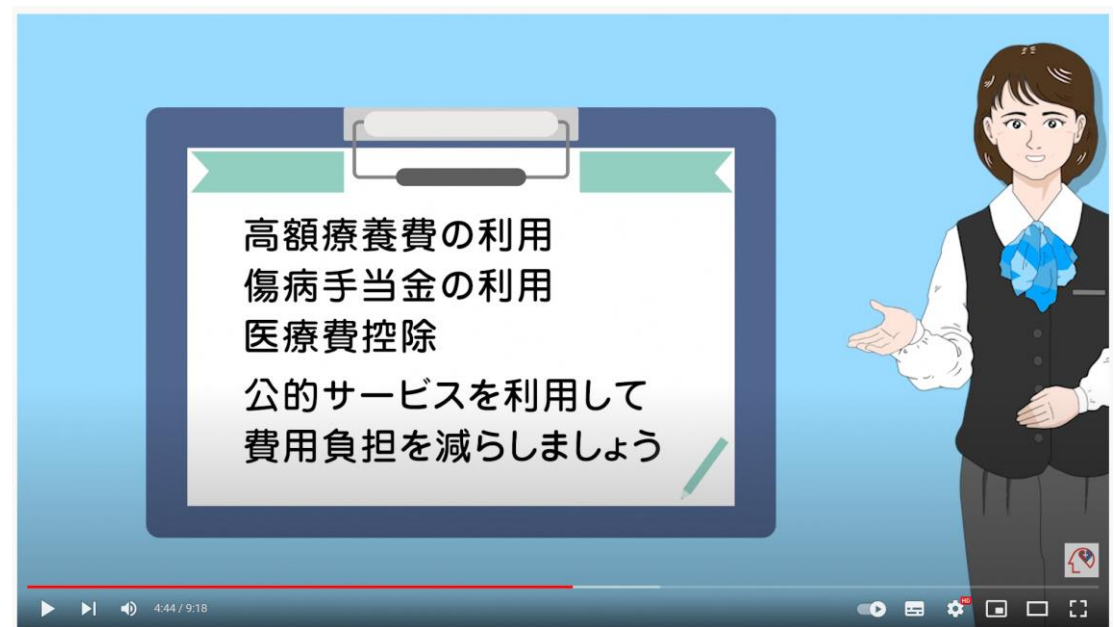 高額療養費の利用
傷病手当金の利用
医療費控除
公的サービスを利用して
費用負担を減らしましょう
4:44 / 9:18
HD